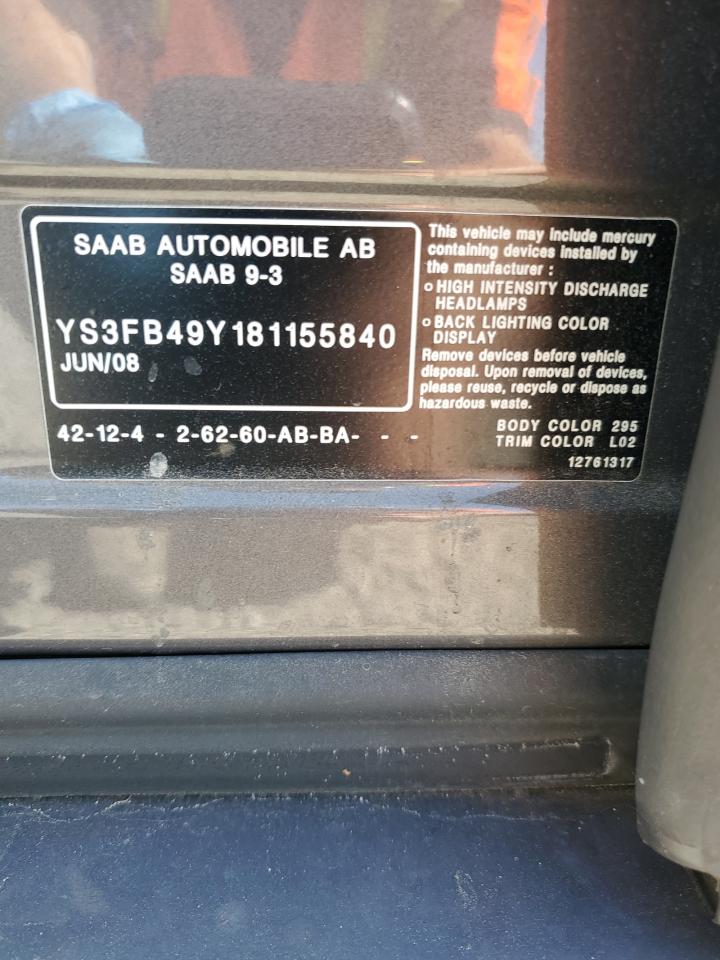 SAAB AUTOMOBILE AB
SAAB 9-3
YS3FB49Y181155840
JUN/08
42-12-4 - 2-62-60-AB-BA- - -
This vehicle may include mercury
containing devices installed by
the manufacturer :
o HIGH INTENSITY DISCHARGE
HEADLAMPS
o BACK LIGHTING COLOR
DISPLAY
Remove devices before vehicle
disposal. Upon removal of devices,
please reuse, recycle or dispose as
hazardous waste.
BODY COLOR 295
TRIM COLOR L02
12761317